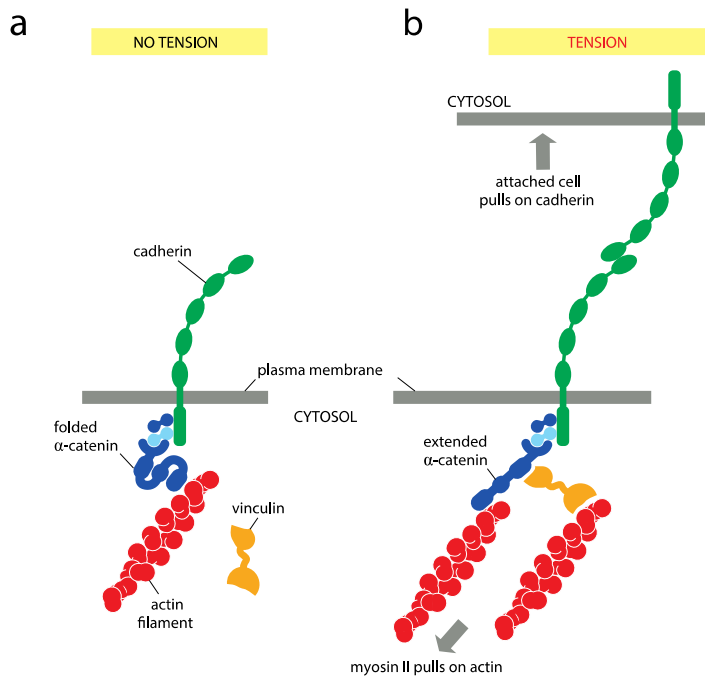 a
NO TENSION
cadherin
plasma membrane
CYTOSOL
folded
α-catenin
vinculin
actin
filament
b
TENSION
CYTOSOL
attached cell
pulls on cadherin
extended
α-catenin
myosin II pulls on actin